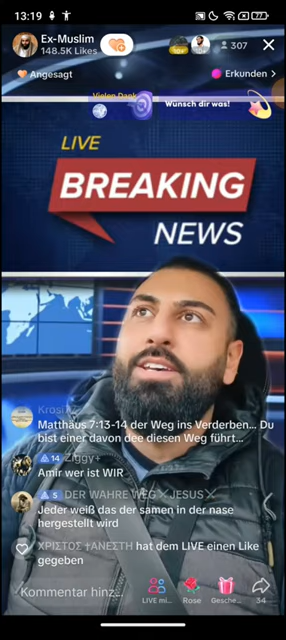 13:19
77
Ex-Muslim
148.5K Likes
307
Angesagt
Erkunden >
Vielen Dank
Wünsch dir was!
LIVE
BREAKING
NEWS
Matthäus 7:13-14 der Weg ins Verderben... Du
bist einer davon dee diesen Weg führt...
14 Ziggy+
Amir wer ist WIR
5 DER WAHRE WEG⚔JESUS⚔
Jeder weiß das der samen in der nase
hergestellt wird
ΧΡΙΣΤΟΣ †ΑΝΕΣΤΗ hat dem LIVE einen Like
gegeben
Kommentar hinz...
LIVE mi...
Rose
Gesche...
34